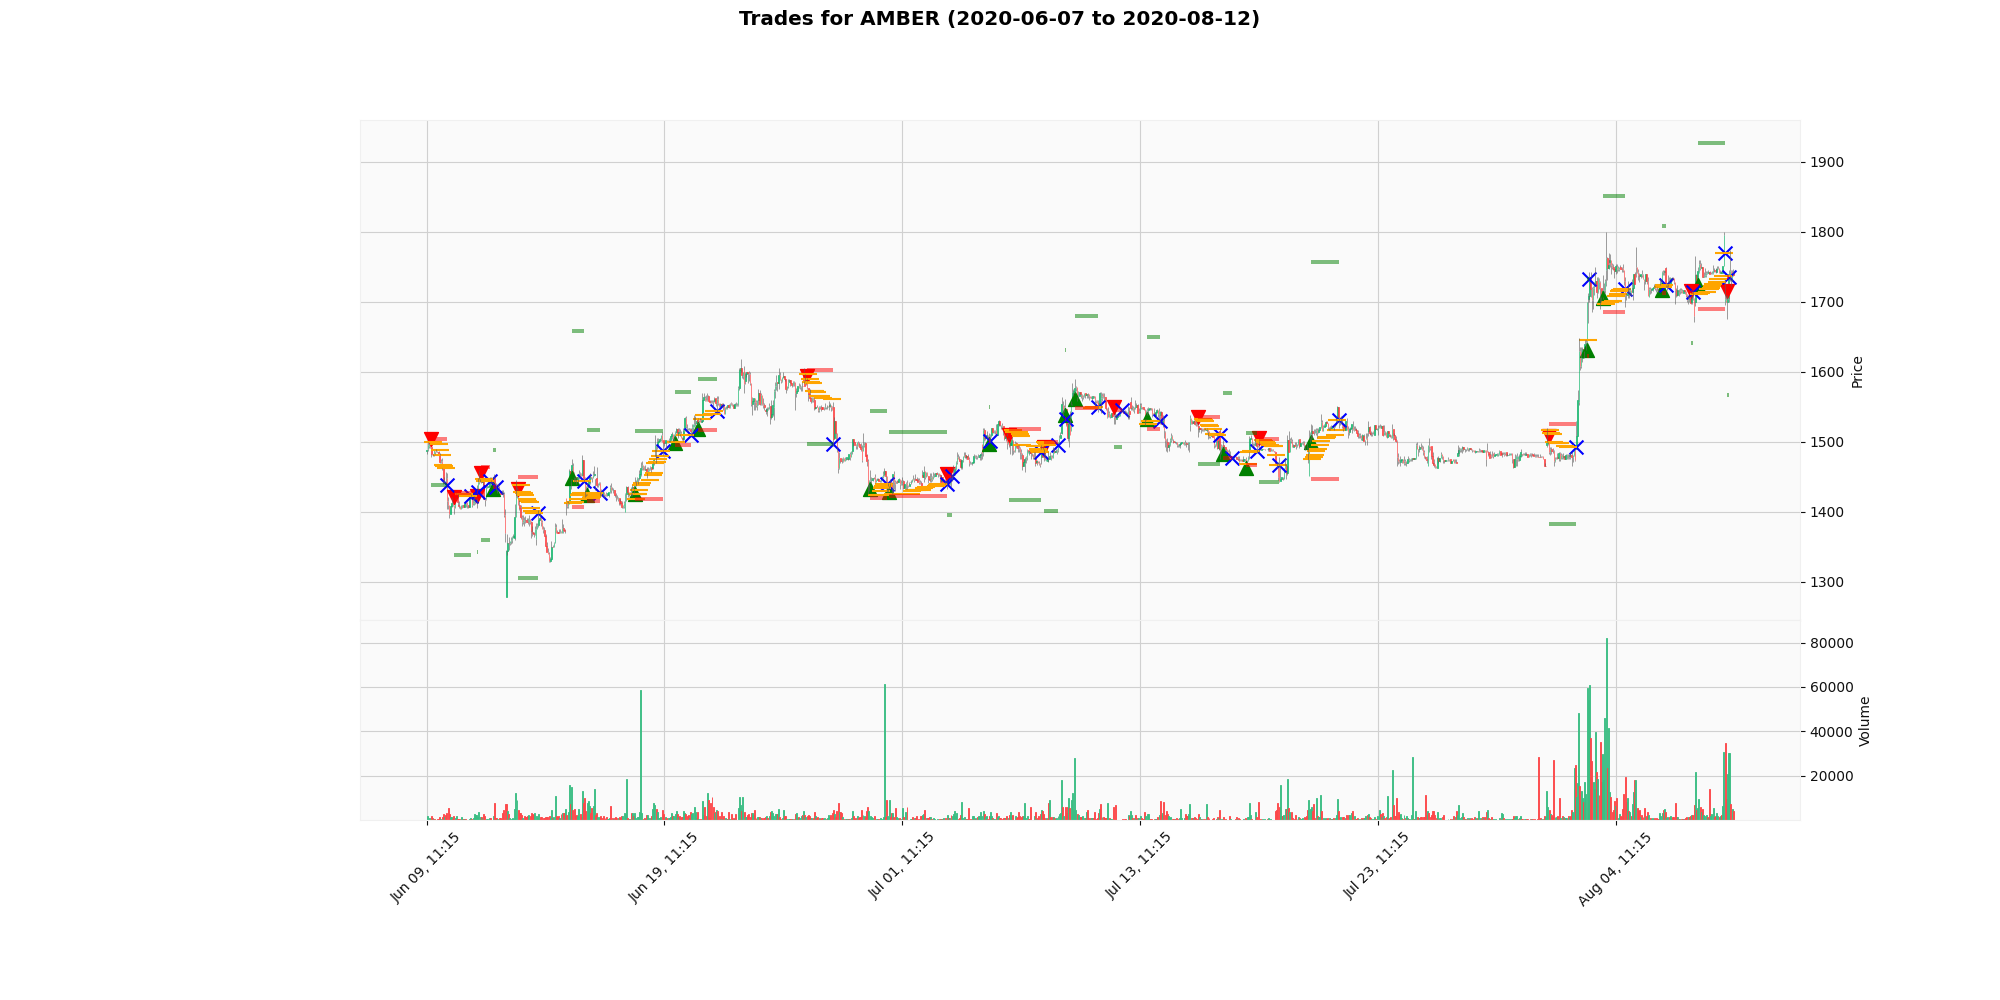 Trades for AMBER (2020-06-07 to 2020-08-12)
1900
1800
1700
1600
1500
1400
1300
Price
80000
60000
40000
20000
Volume
Jun 09, 11:15
Jun 19, 11:15
Jul 01, 11:15
Jul 13, 11:15
Jul 23, 11:15
Aug 04, 11:15